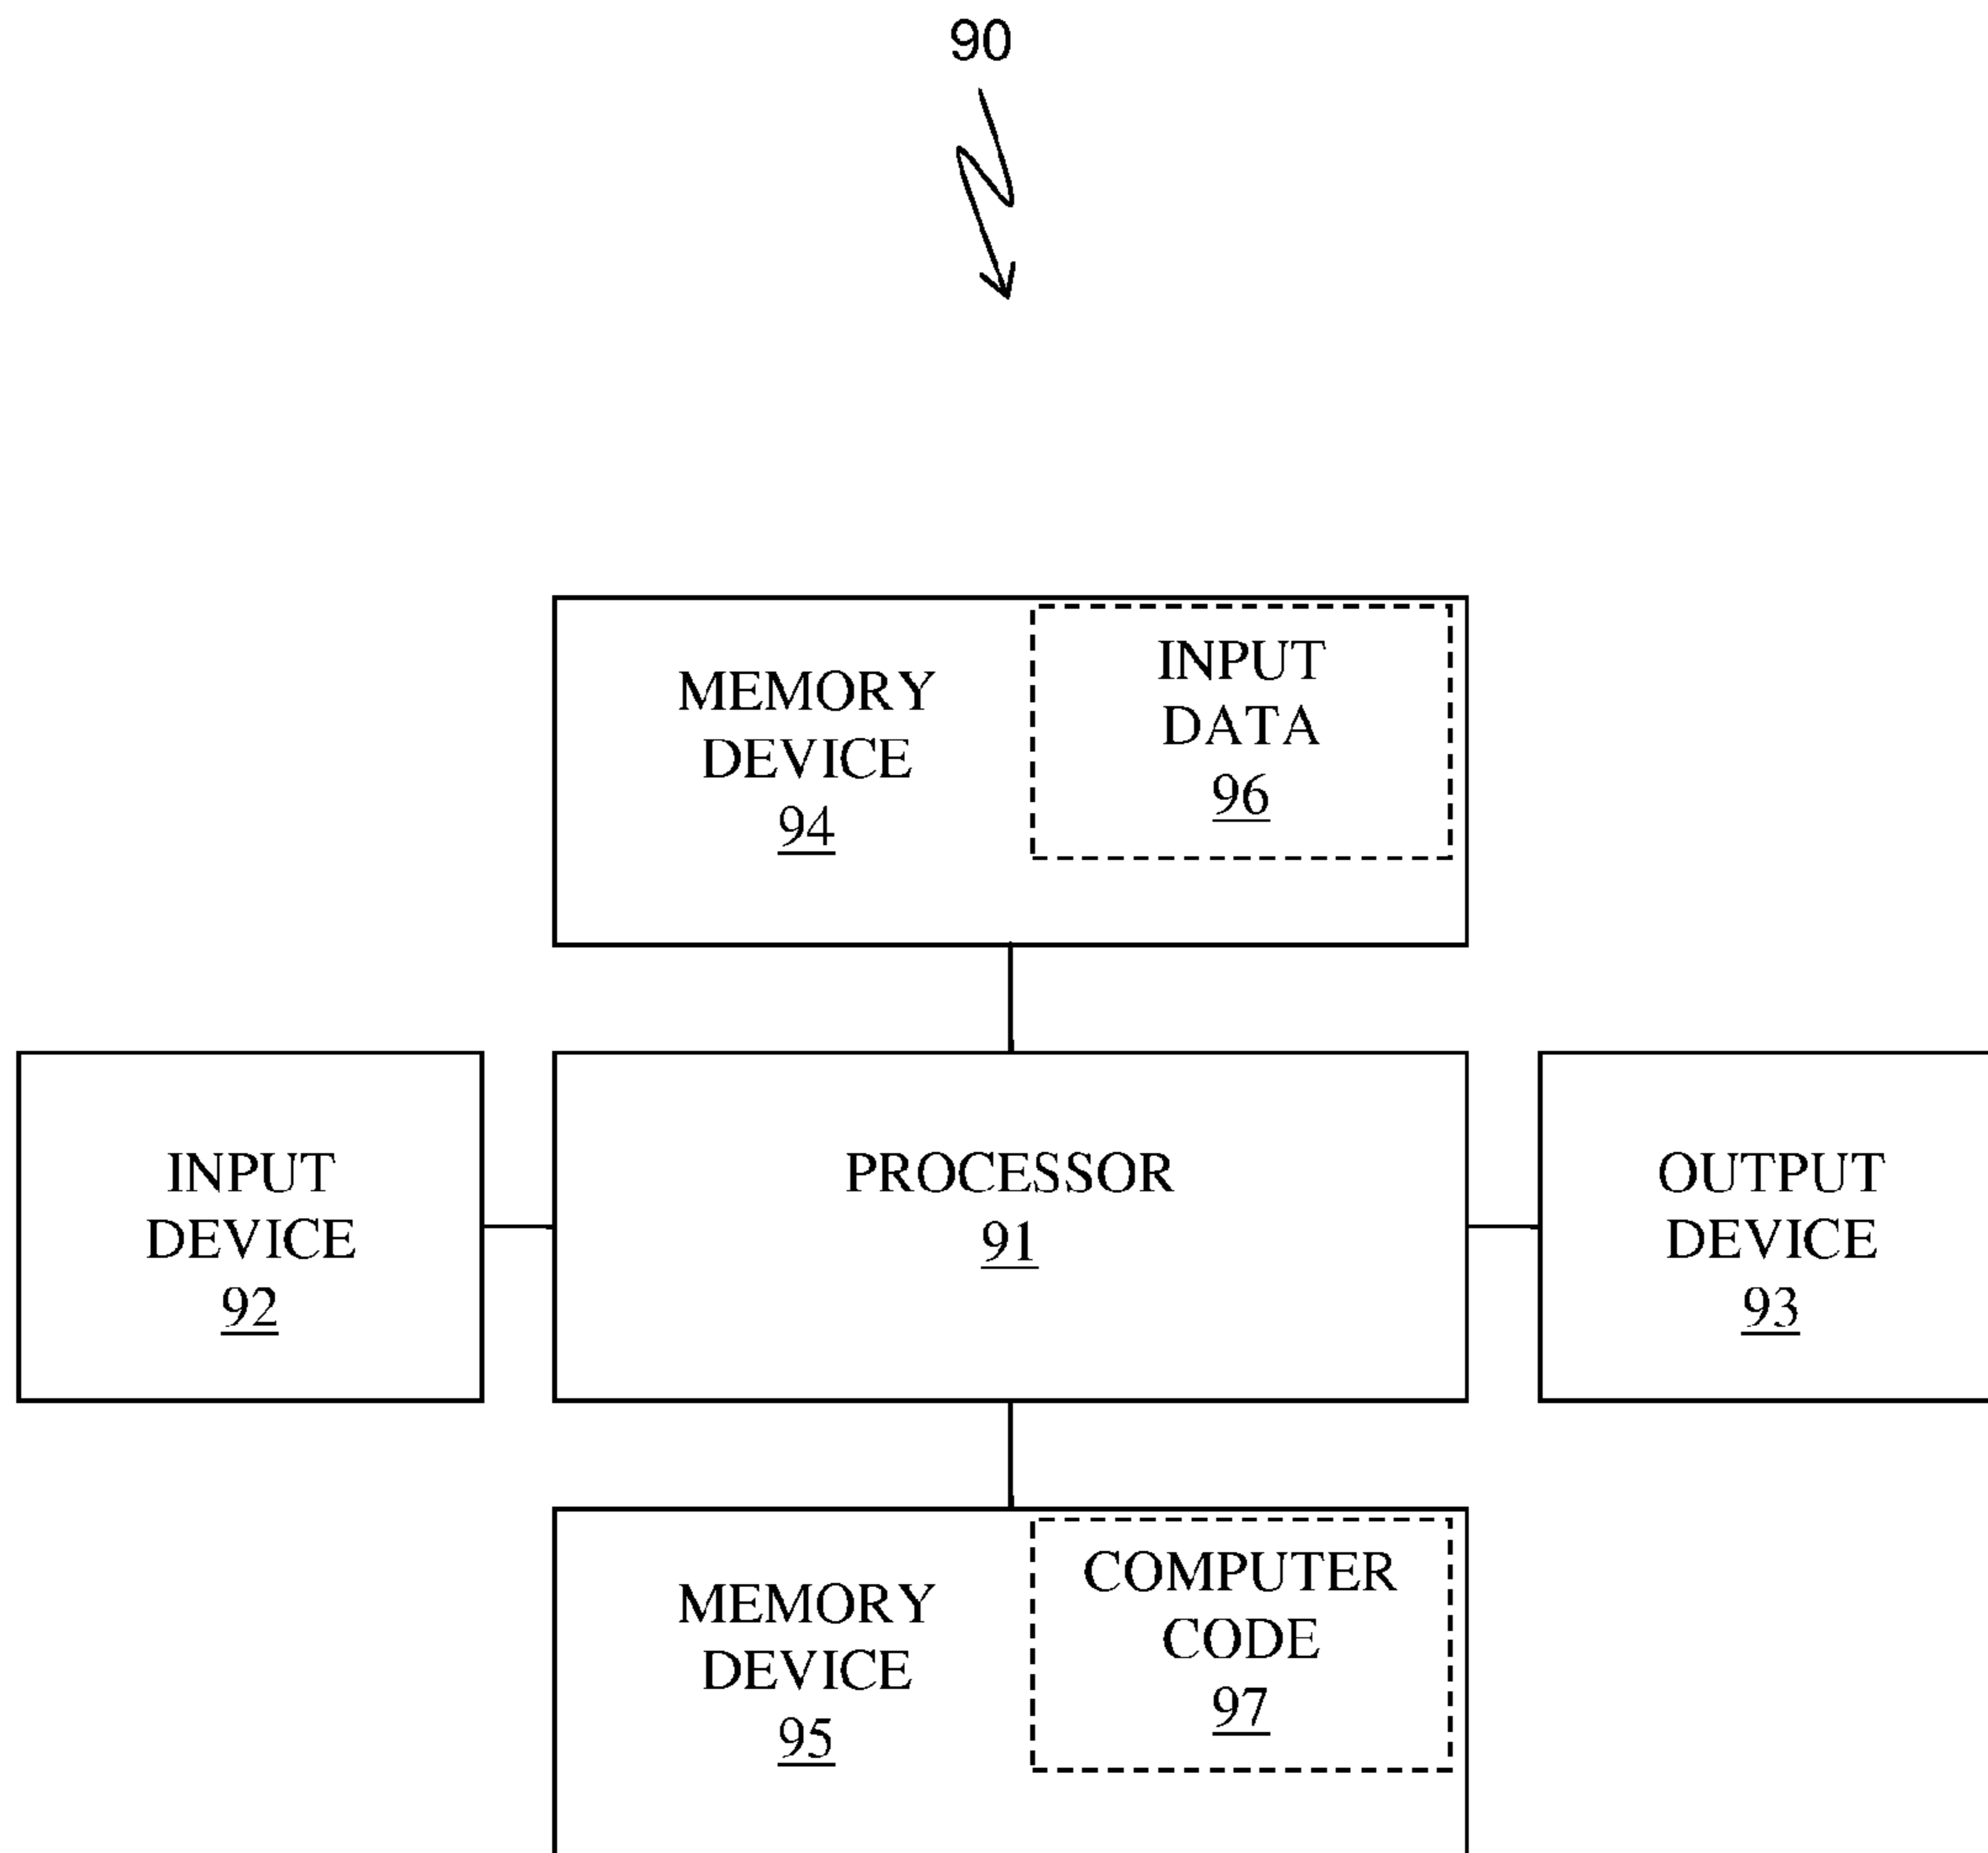 90
MEMORY
DEVICE
94
INPUT
DATA
96
INPUT
DEVICE
92
PROCESSOR
91
OUTPUT
DEVICE
93
MEMORY
DEVICE
95
COMPUTER
CODE
97